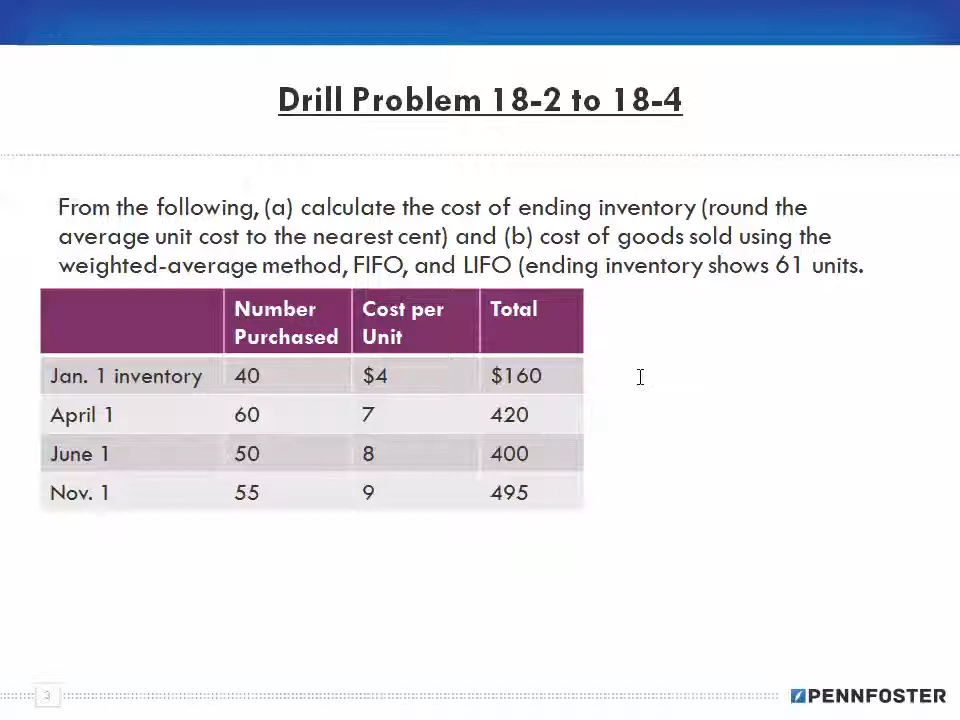 Drill Problem 18-2 to 18-4
From the following, (a) calculate the cost of ending inventory (round the
average unit cost to the nearest cent) and (b) cost of goods sold using the
weighted-average method, FIFO, and LIFO (ending inventory shows 61 units.
Number Purchased Cost per Unit Total
Jan. 1 inventory 40 $4 $160
April 1 60 7 420
June 1 50 8 400
Nov. 1 55 9 495
3
PENNFOSTER